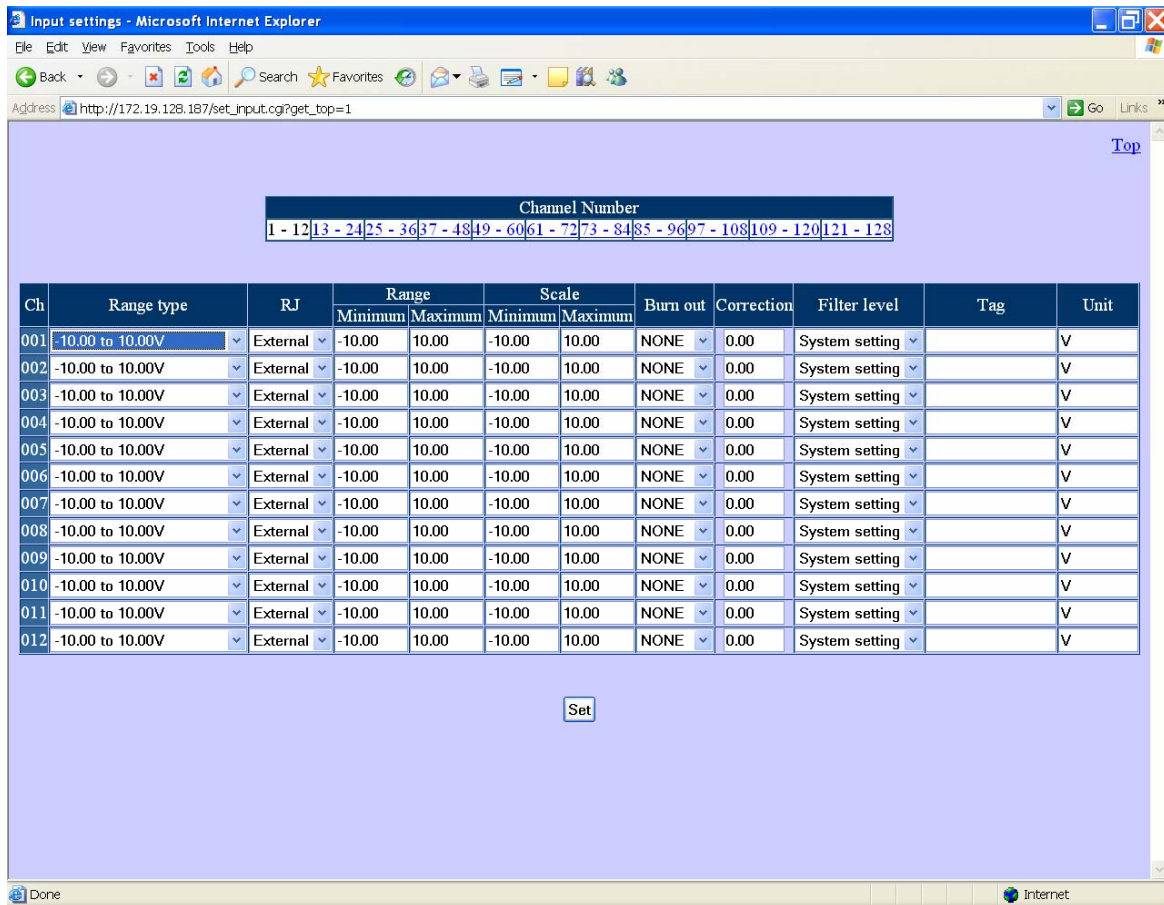 Input settings - Microsoft Internet Explorer
File Edit View Favorites Tools Help
Back Search Favorites
Address http://172.19.128.187/set_input.cgi?get_top=1 Go Links »
Top
Channel Number
1 - 12 13 - 24 25 - 36 37 - 48 49 - 60 61 - 72 73 - 84 85 - 96 97 - 108 109 - 120 121 - 128
Ch Range type RJ Range Scale Burn out Correction Filter level Tag Unit
Minimum Maximum Minimum Maximum
001 -10.00 to 10.00V External -10.00 10.00 -10.00 10.00 NONE 0.00 System setting V
002 -10.00 to 10.00V External -10.00 10.00 -10.00 10.00 NONE 0.00 System setting V
003 -10.00 to 10.00V External -10.00 10.00 -10.00 10.00 NONE 0.00 System setting V
004 -10.00 to 10.00V External -10.00 10.00 -10.00 10.00 NONE 0.00 System setting V
005 -10.00 to 10.00V External -10.00 10.00 -10.00 10.00 NONE 0.00 System setting V
006 -10.00 to 10.00V External -10.00 10.00 -10.00 10.00 NONE 0.00 System setting V
007 -10.00 to 10.00V External -10.00 10.00 -10.00 10.00 NONE 0.00 System setting V
008 -10.00 to 10.00V External -10.00 10.00 -10.00 10.00 NONE 0.00 System setting V
009 -10.00 to 10.00V External -10.00 10.00 -10.00 10.00 NONE 0.00 System setting V
010 -10.00 to 10.00V External -10.00 10.00 -10.00 10.00 NONE 0.00 System setting V
011 -10.00 to 10.00V External -10.00 10.00 -10.00 10.00 NONE 0.00 System setting V
012 -10.00 to 10.00V External -10.00 10.00 -10.00 10.00 NONE 0.00 System setting V
Set
Done Internet